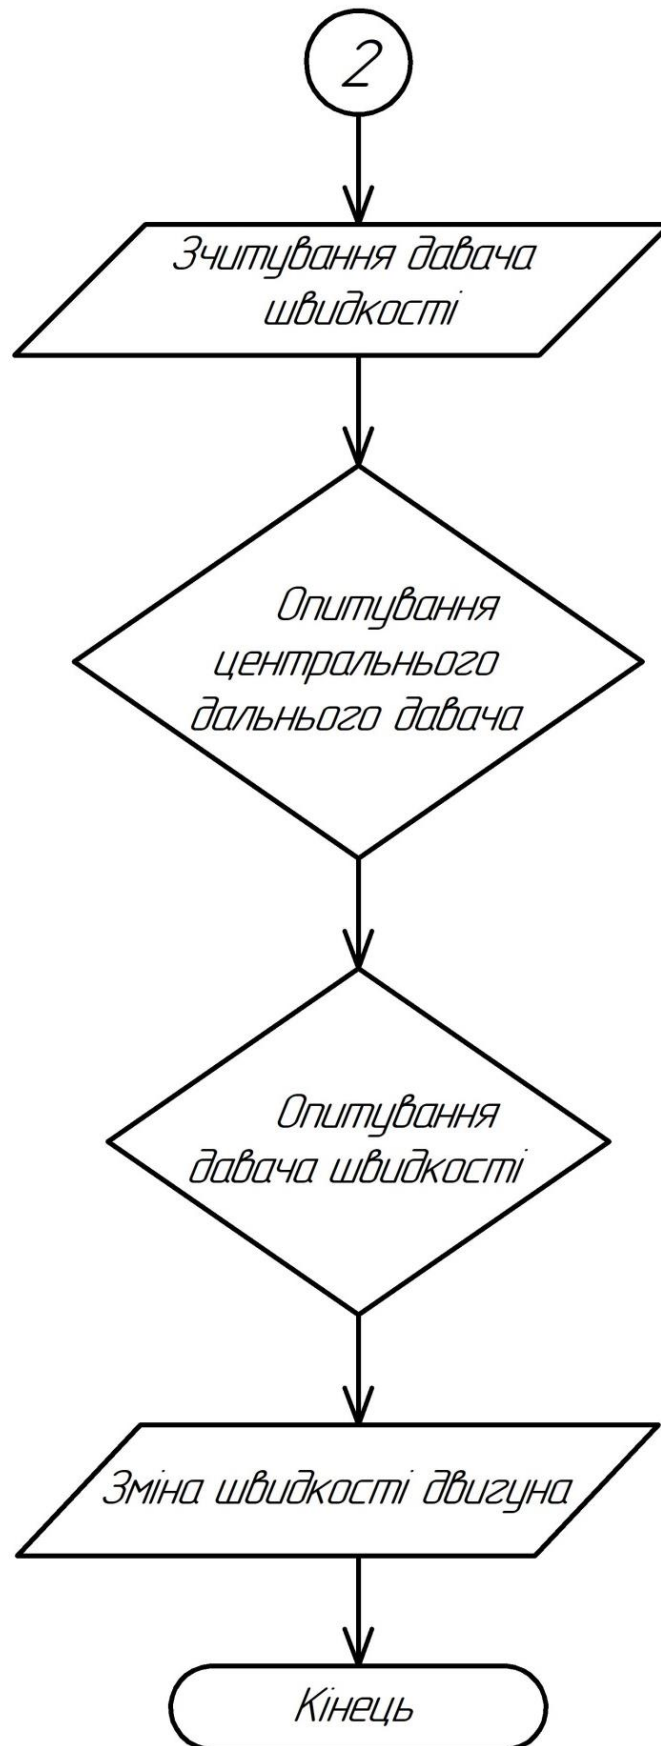 2
Зчитування давача
швидкості
Опитування
центрального
дальнього давача
Опитування
давача швидкості
Зміна швидкості двигуна
Кінець